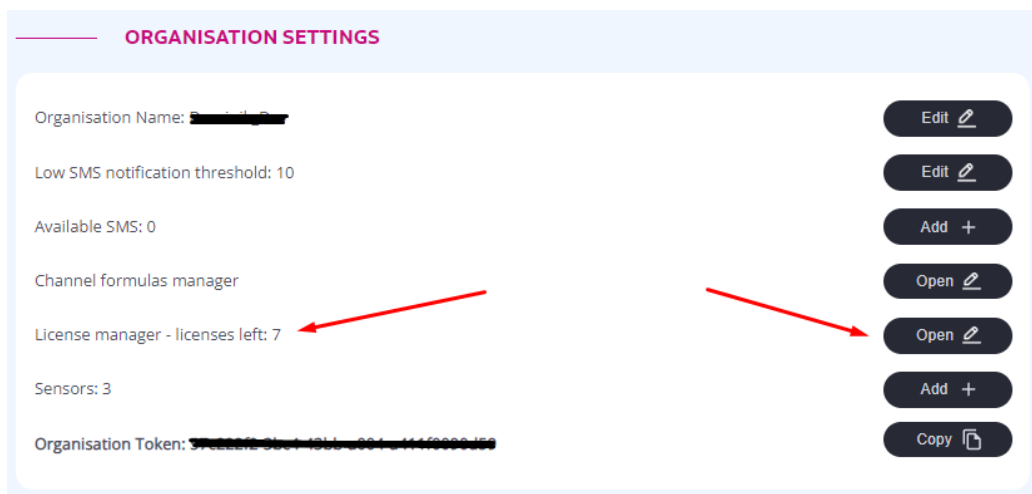 ORGANISATION SETTINGS
Organisation Name:
Edit
Low SMS notification threshold: 10
Edit
Available SMS: 0
Add +
Channel formulas manager
Open
License manager - licenses left: 7
Open
Sensors: 3
Add +
Organisation Token:
Copy